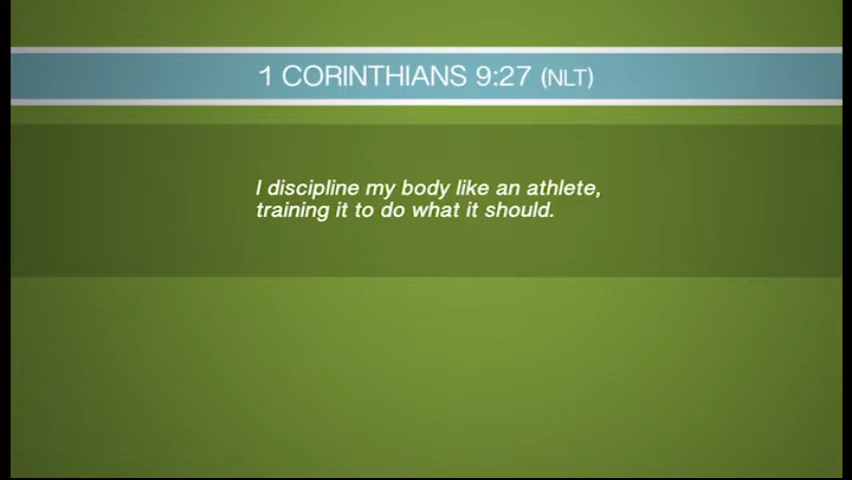 1 CORINTHIANS 9:27 (NLT)
I discipline my body like an athlete,
training it to do what it should.